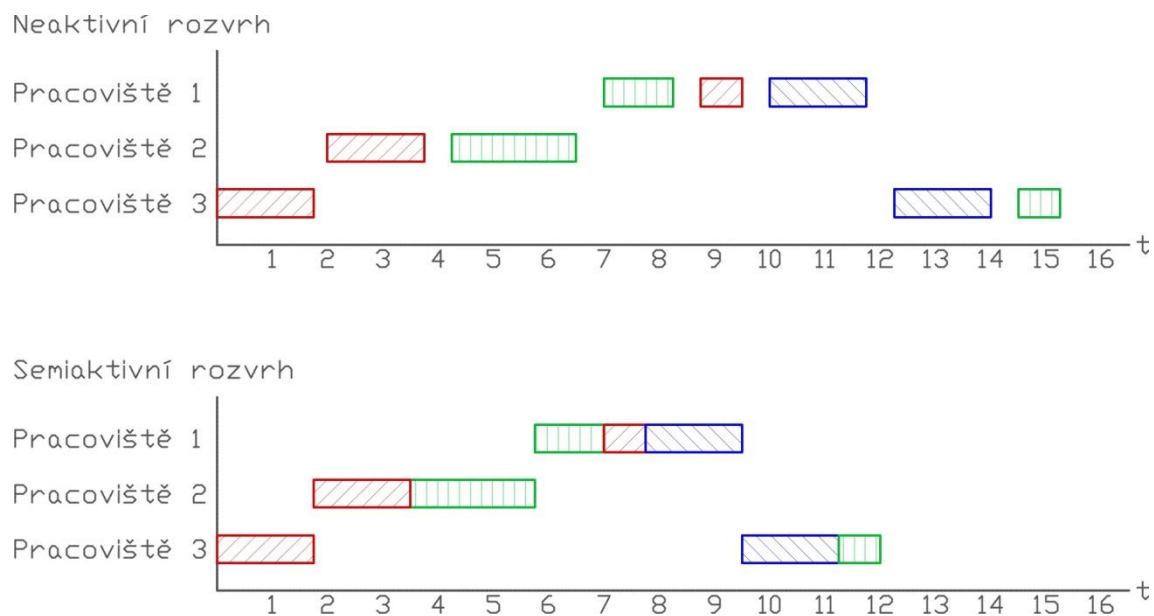 Neaktivní rozvrh
Pracoviště 1
Pracoviště 2
Pracoviště 3
1 2 3 4 5 6 7 8 9 10 11 12 13 14 15 16 t
Semiaktivní rozvrh
Pracoviště 1
Pracoviště 2
Pracoviště 3
1 2 3 4 5 6 7 8 9 10 11 12 13 14 15 16 t